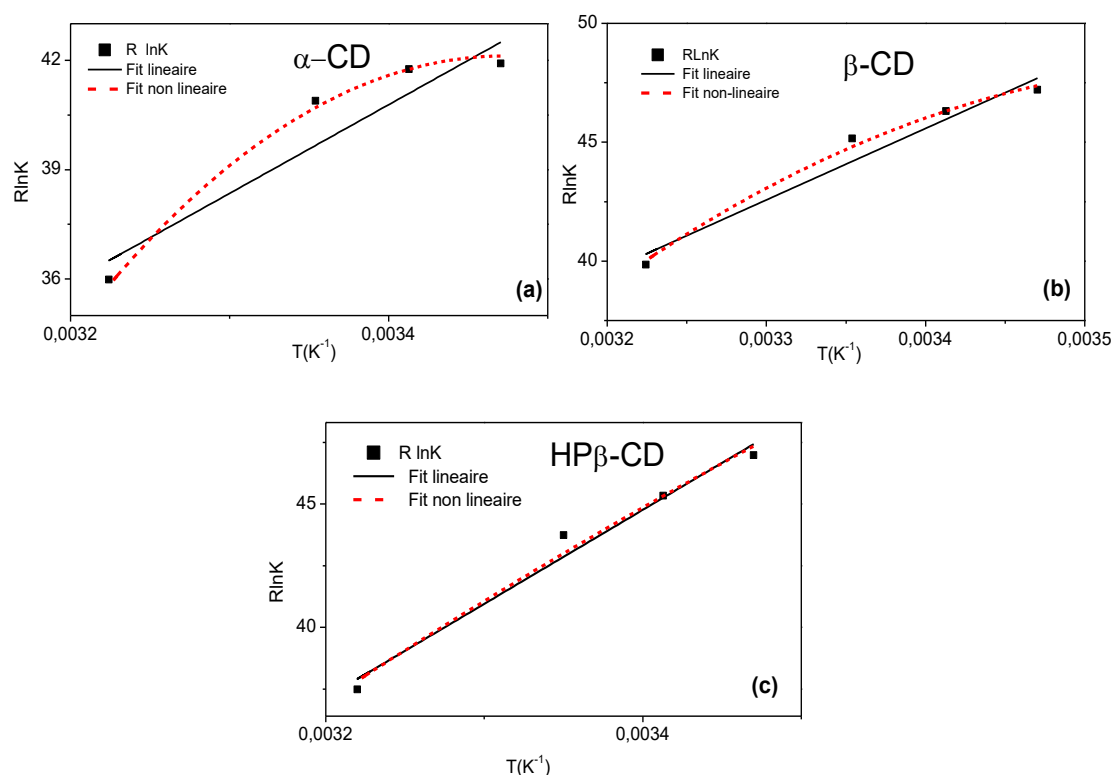 α−CD
R lnK
Fit lineaire
Fit non lineaire
42
39
36
RlnK
0,0032
0,0034
T(K⁻¹)
(a)
β-CD
RLnK
Fit lineaire
Fit non-lineaire
50
45
40
RlnK
0,0032
0,0033
0,0034
0,0035
T(K⁻¹)
(b)
HPβ-CD
R lnK
Fit lineaire
Fit non lineaire
45
40
RlnK
0,0032
0,0034
T(K⁻¹)
(c)